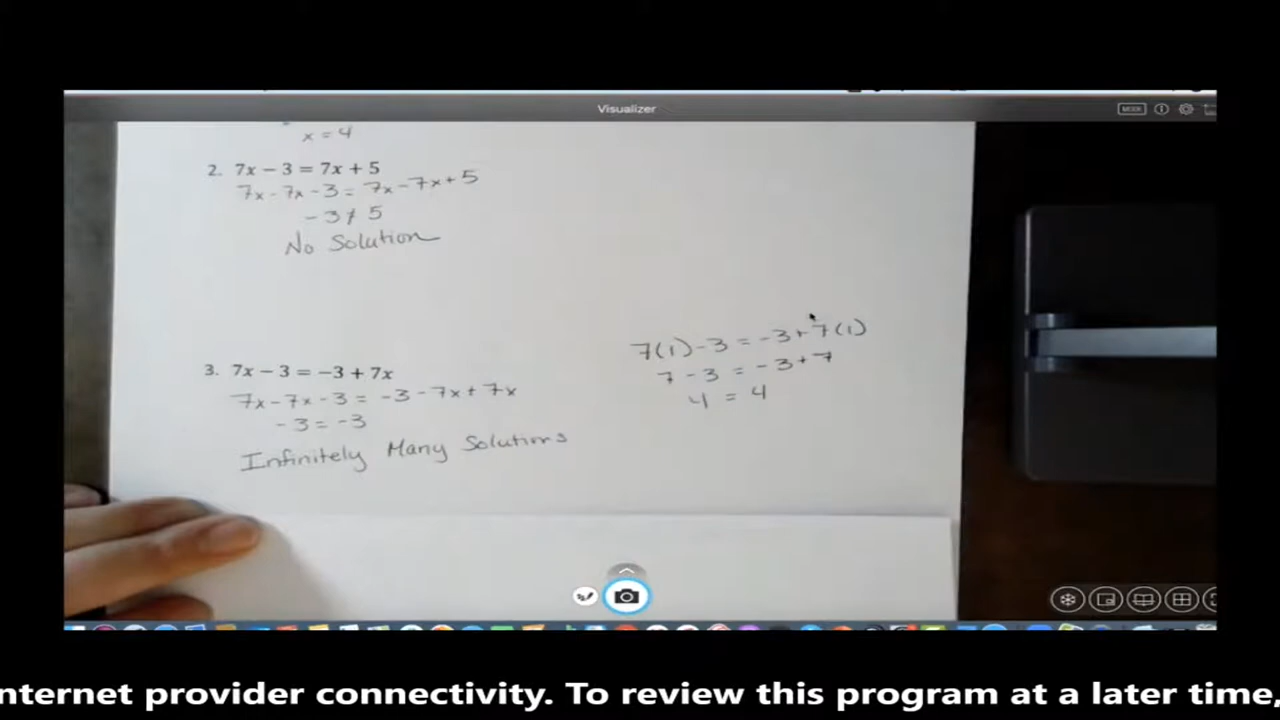 Visualizer
MODE
x = 4
2. 7x − 3 = 7x + 5
7x - 7x - 3 = 7x - 7x + 5
- 3 ≠ 5
No Solution
7(1) - 3 = -3 + 7(1)
7 - 3 = - 3 + 7
4 = 4
3. 7x − 3 = −3 + 7x
7x - 7x - 3 = -3 - 7x + 7x
- 3 = -3
Infinitely Many Solutions
nternet provider connectivity. To review this program at a later time,